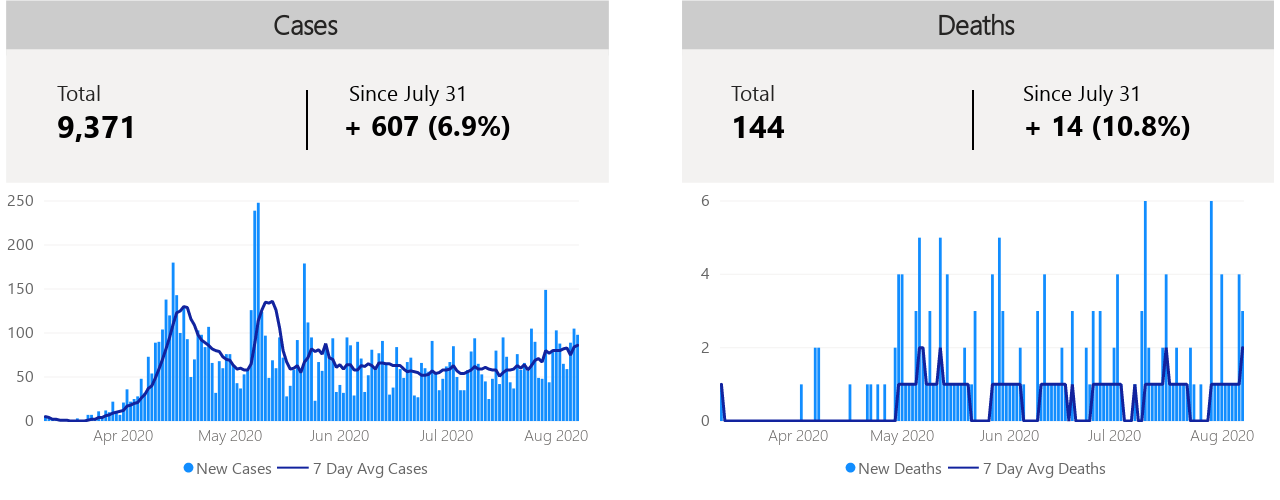 Cases
Total
Since July 31
9,371
+ 607 (6.9%)
250
200
150
100
50
0
Apr 2020 May 2020 Jun 2020 Jul 2020 Aug 2020
New Cases 7 Day Avg Cases
Deaths
Total
Since July 31
144
+ 14 (10.8%)
6
4
2
0
Apr 2020 May 2020 Jun 2020 Jul 2020 Aug 2020
New Deaths 7 Day Avg Deaths